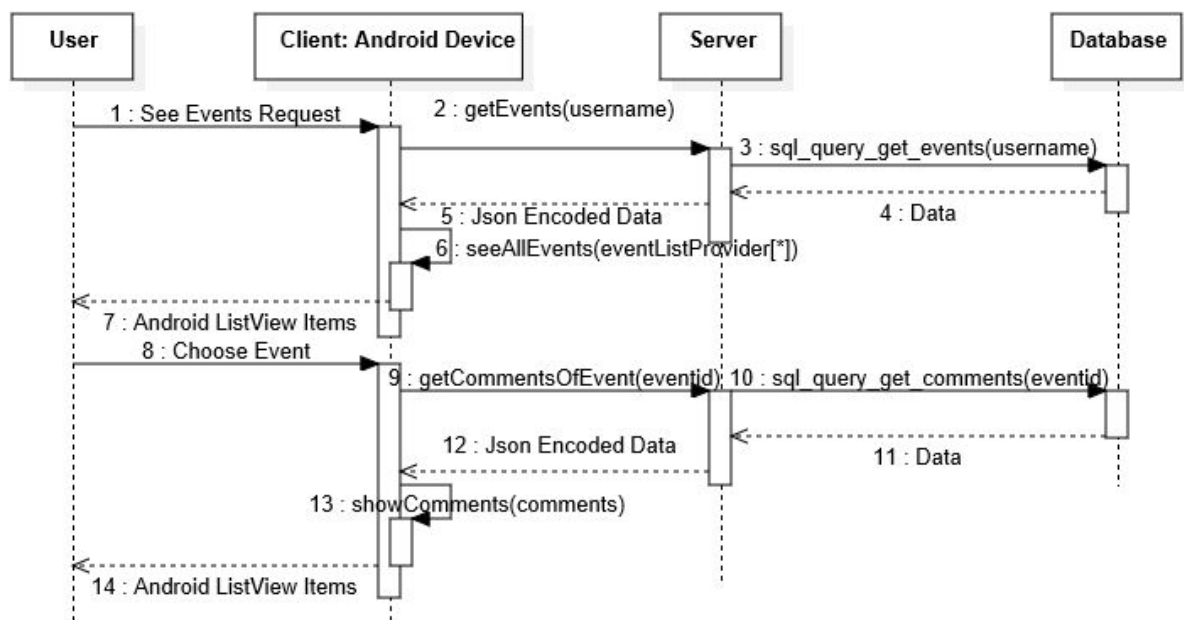 User
Client: Android Device
Server
Database
1 : See Events Request
2 : getEvents(username)
3 : sql_query_get_events(username)
4 : Data
5 : Json Encoded Data
6 : seeAllEvents(eventListProvider[*])
7 : Android ListView Items
8 : Choose Event
9 : getCommentsOfEvent(eventid)
10 : sql_query_get_comments(eventid)
11 : Data
12 : Json Encoded Data
13 : showComments(comments)
14 : Android ListView Items